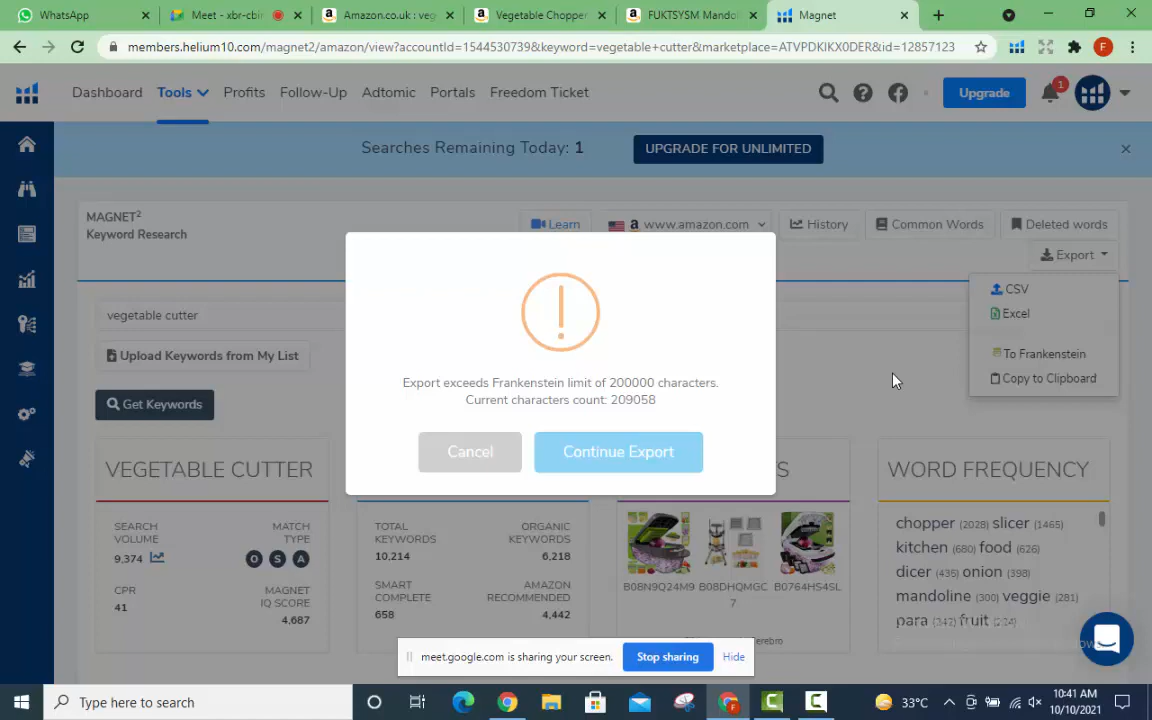 WhatsApp
Meet - xbr-cbir
Amazon.co.uk : veg
Vegetable Chopper
FUKTSYSM Mandol
Magnet
members.helium10.com/magnet2/amazon/view?accountId=1544530739&keyword=vegetable+cutter&marketplace=ATVPDKIKX0DER&id=12857123
F
Dashboard
Tools
Profits
Follow-Up
Adtomic
Portals
Freedom Ticket
Upgrade
1
Searches Remaining Today: 1
UPGRADE FOR UNLIMITED
MAGNET2
Keyword Research
Learn
www.amazon.com
History
Common Words
Deleted words
Export
CSV
Excel
To Frankenstein
Copy to Clipboard
vegetable cutter
Upload Keywords from My List
Get Keywords
Export exceeds Frankenstein limit of 200000 characters.
Current characters count: 209058
Cancel
Continue Export
VEGETABLE CUTTER
SEARCH VOLUME
9,374
MATCH TYPE
O S A
CPR
41
MAGNET IQ SCORE
4,687
TOTAL KEYWORDS
10,214
ORGANIC KEYWORDS
6,218
SMART COMPLETE
658
AMAZON RECOMMENDED
4,442
B08N9Q24M9
B08DHQMGC7
B0764HS4SL
WORD FREQUENCY
chopper (2028) slicer (1465)
kitchen (680) food (626)
dicer (435) onion (398)
mandoline (300) veggie (281)
para (242) fruit (224)
meet.google.com is sharing your screen.
Stop sharing
Hide
Type here to search
33°C
10:41 AM
10/10/2021